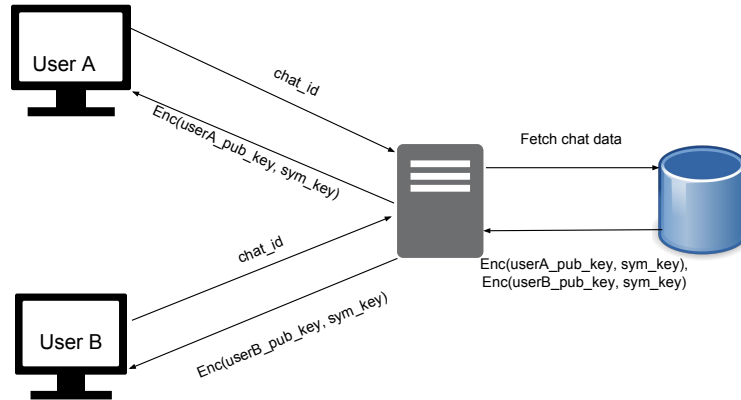 User A
chat_id
Enc(userA_pub_key, sym_key)
Fetch chat data
chat_id
Enc(userA_pub_key, sym_key),
Enc(userB_pub_key, sym_key)
User B
Enc(userB_pub_key, sym_key)